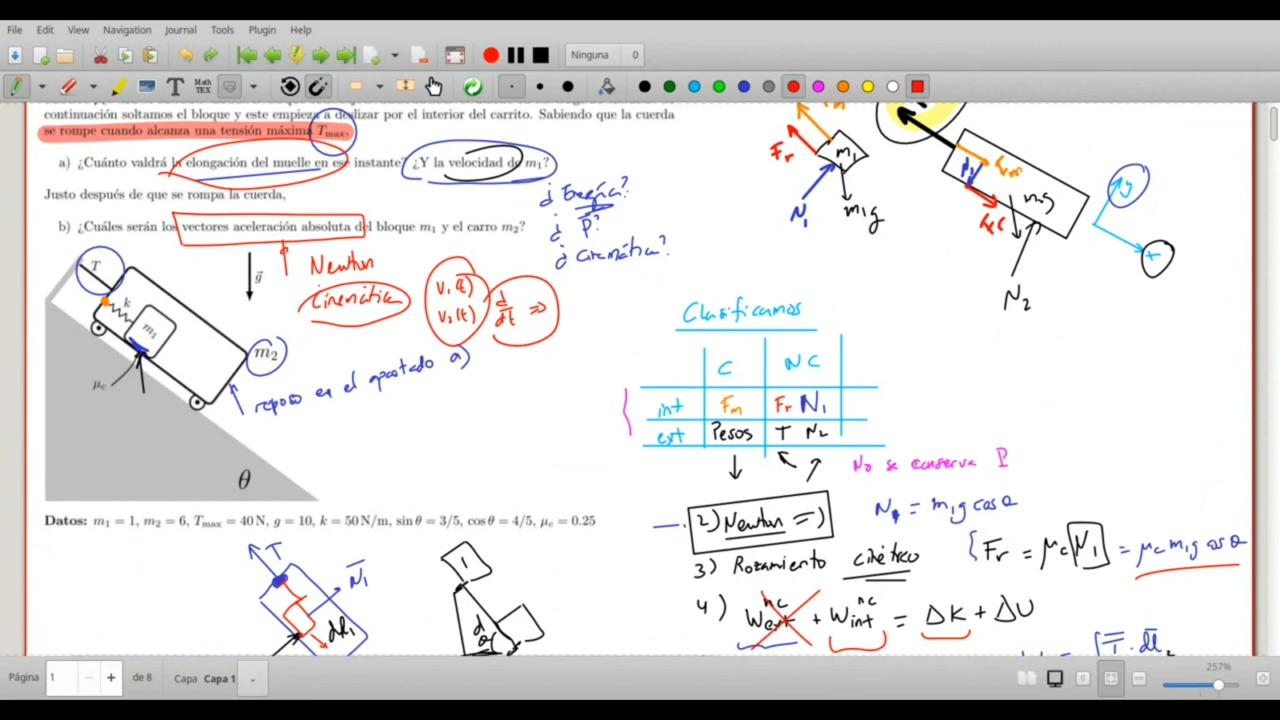 File Edit View Navigation Journal Tools Plugin Help
Ninguna 0
continuación soltamos el bloque y este empieza a deslizar por el interior del carrito. Sabiendo que la cuerda
se rompe cuando alcanza una tensión máxima Tmax,
a) ¿Cuánto valdrá la elongación del muelle en ese instante? ¿Y la velocidad de m₁?
Justo después de que se rompa la cuerda,
b) ¿Cuáles serán los vectores aceleración absoluta del bloque m₁ y el carro m₂?
¿Energía?
¿P?
¿Cinemática?
Newton
Cinemática
v₁(t)
v₂(t)
d/dt ⇒
T
k
m₁
m₂
g
μc
θ
reposo en el apartado a)
Datos: m₁ = 1, m₂ = 6, Tmax = 40 N, g = 10, k = 50 N/m, sin θ = 3/5, cos θ = 4/5, μc = 0.25
T
N₁
dl₁
1
Fr
m₁
N₁
m₁g
N₂
y
x
Clasificamos
C NC
int Fm Fr N₁
ext Pesos T N₂
No se conserva P
2) Newton ⇒
N₁ = m₁g cos θ
3) Rozamiento cinético
Fr = μc N₁ = μc m₁g cos θ
4) Wext nc + Wint nc = ΔK + ΔU
∫T · dl₂
Página 1 de 8 Capa Capa 1
257%